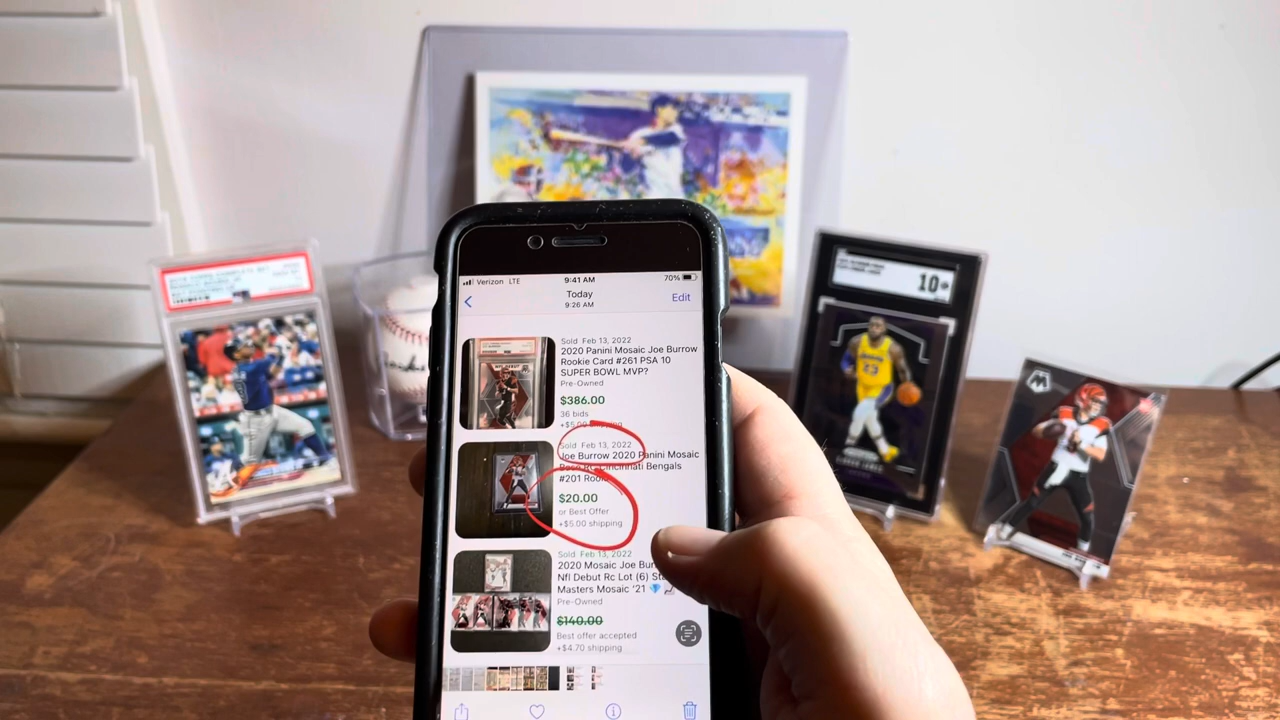 Verizon LTE
9:41 AM
70%
Today
9:26 AM
Edit
Sold Feb 13, 2022
2020 Panini Mosaic Joe Burrow
Rookie Card #261 PSA 10
SUPER BOWL MVP?
Pre-Owned
$386.00
36 bids
Sold Feb 13, 2022
Joe Burrow 2020 Panini Mosaic
Cincinnati Bengals
#201
$20.00
or Best Offer
+$5.00 shipping
Sold Feb 13, 2022
2020 Mosaic Joe
Nfl Debut Rc Lot (6)
Masters Mosaic '21
Pre-Owned
$140.00
Best offer accepted
+$4.70 shipping
10
23